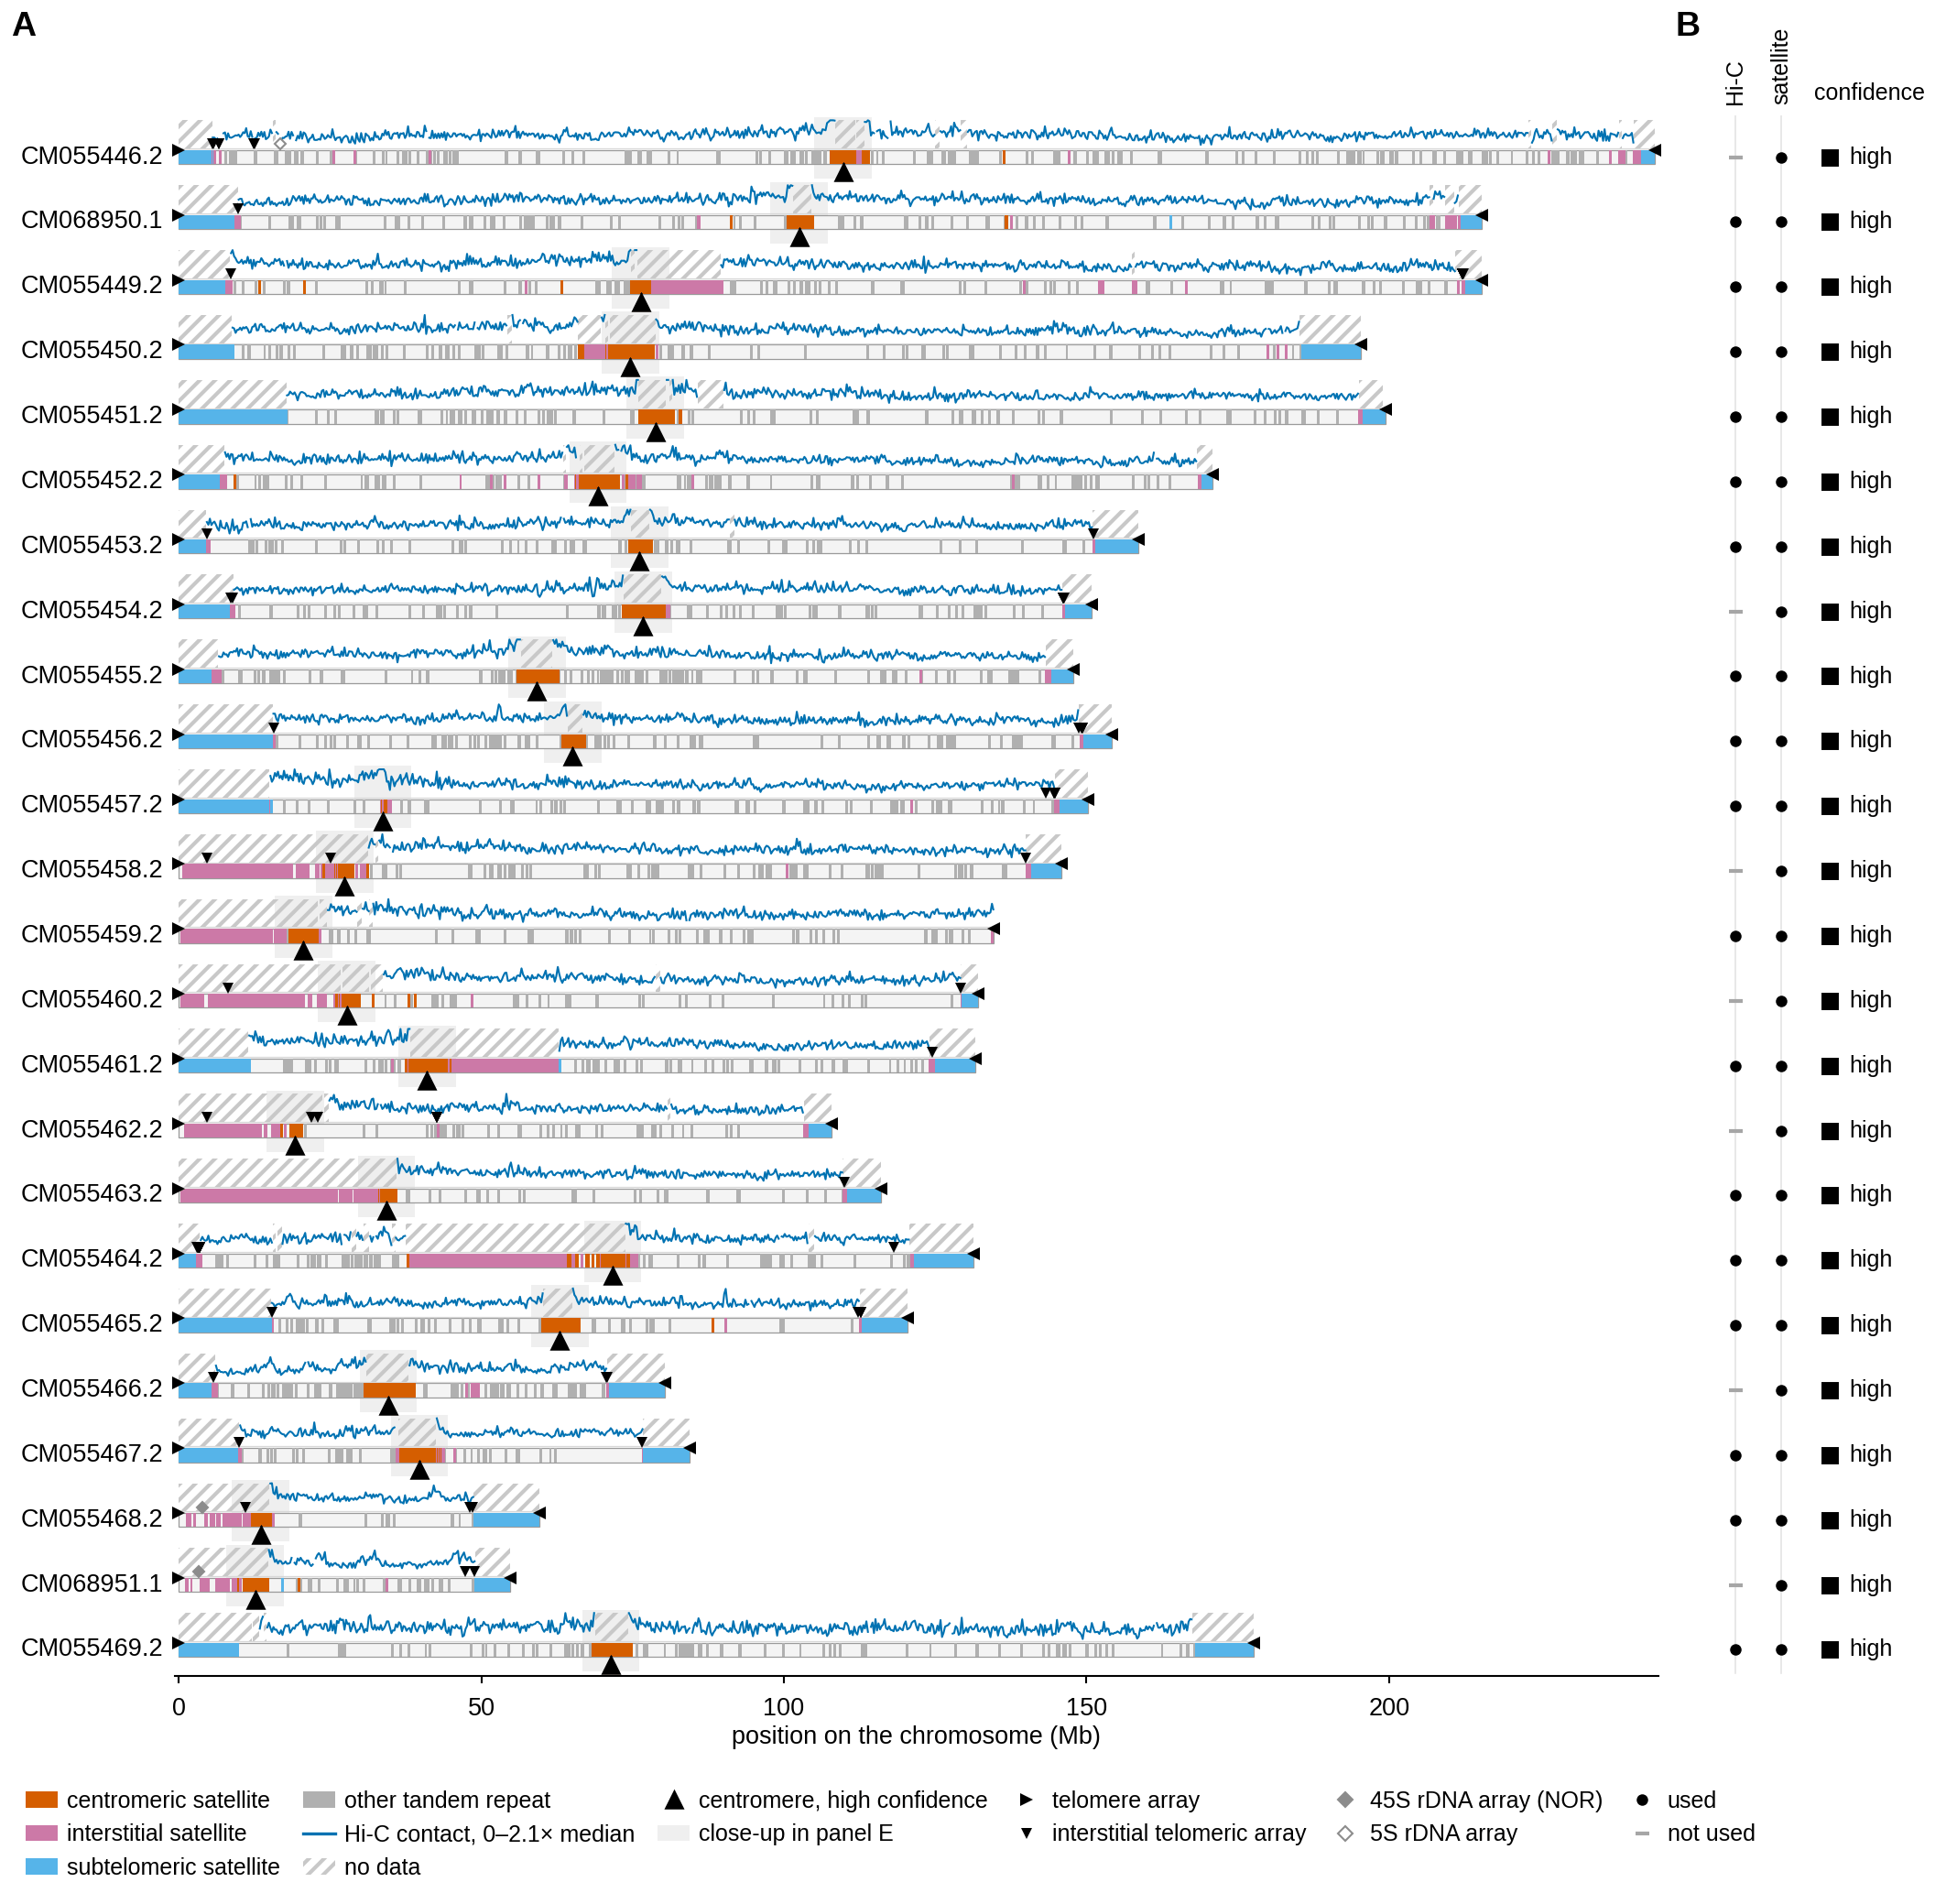 A
B
Hi-C
satellite
confidence
CM055446.2
high
CM068950.1
high
CM055449.2
high
CM055450.2
high
CM055451.2
high
CM055452.2
high
CM055453.2
high
CM055454.2
high
CM055455.2
high
CM055456.2
high
CM055457.2
high
CM055458.2
high
CM055459.2
high
CM055460.2
high
CM055461.2
high
CM055462.2
high
CM055463.2
high
CM055464.2
high
CM055465.2
high
CM055466.2
high
CM055467.2
high
CM055468.2
high
CM068951.1
high
CM055469.2
high
0 50 100 150 200
position on the chromosome (Mb)
centromeric satellite
interstitial satellite
subtelomeric satellite
other tandem repeat
Hi-C contact, 0–2.1× median
no data
centromere, high confidence
close-up in panel E
telomere array
interstitial telomeric array
45S rDNA array (NOR)
5S rDNA array
used
not used